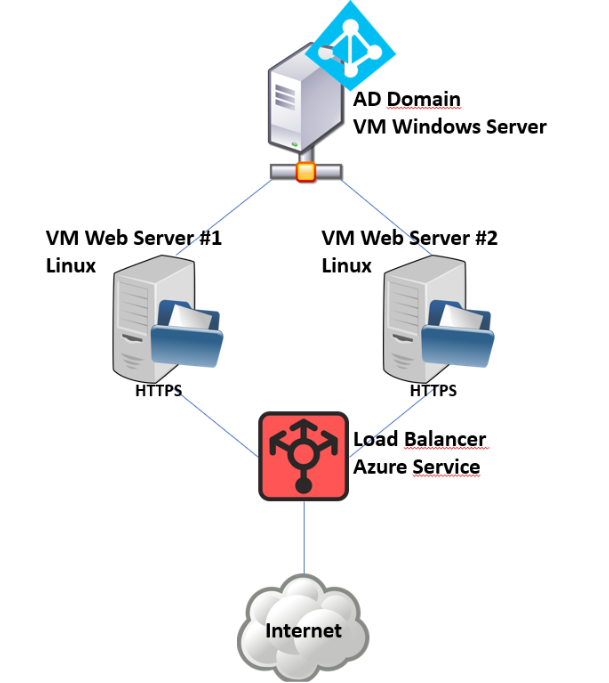 AD Domain
VM Windows Server
VM Web Server #1
Linux
VM Web Server #2
Linux
HTTPS
HTTPS
Load Balancer
Azure Service
Internet